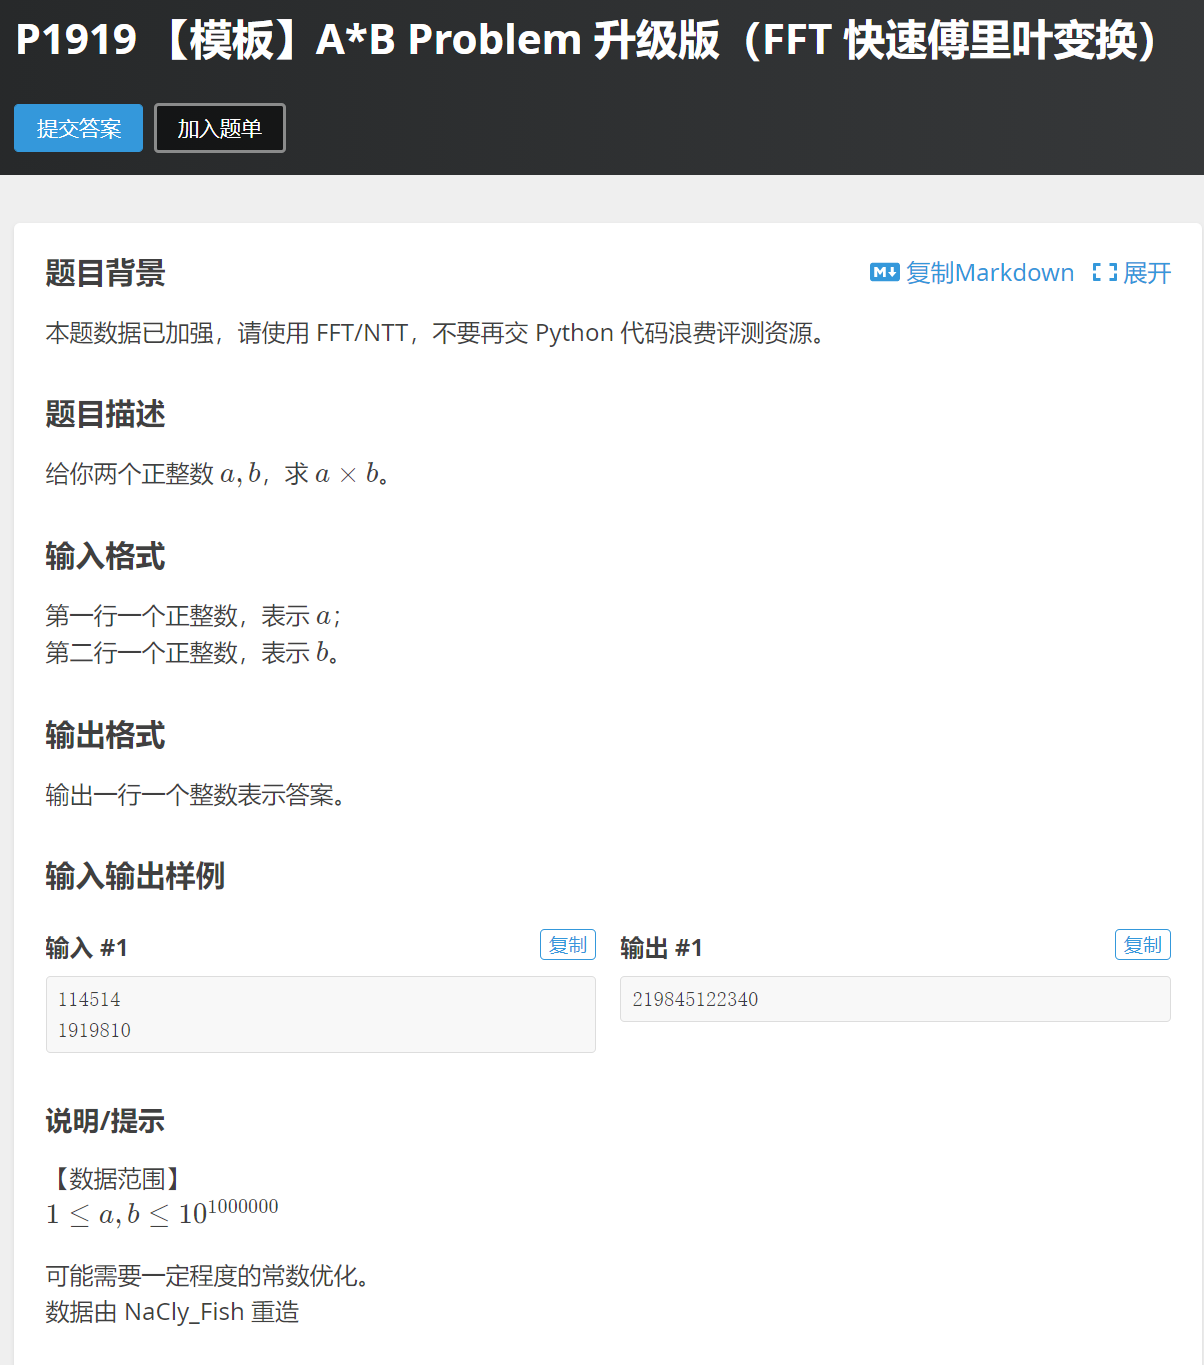 P1919 【模板】A*B Problem 升级版（FFT 快速傅里叶变换）
提交答案 加入题单
题目背景 复制Markdown 展开
本题数据已加强，请使用 FFT/NTT，不要再交 Python 代码浪费评测资源。
题目描述
给你两个正整数 a, b，求 a × b。
输入格式
第一行一个正整数，表示 a；
第二行一个正整数，表示 b。
输出格式
输出一行一个整数表示答案。
输入输出样例
输入 #1 复制 输出 #1 复制
114514 219845122340
1919810
说明/提示
【数据范围】
1 ≤ a, b ≤ 10^1000000
可能需要一定程度的常数优化。
数据由 NaCly_Fish 重造